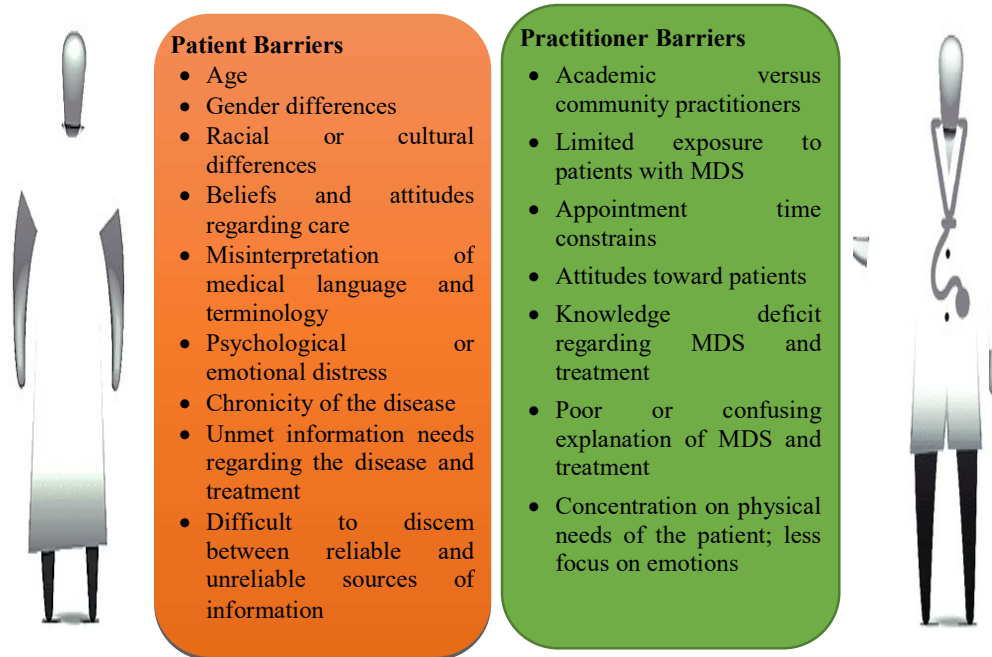 Patient Barriers
• Age
• Gender differences
• Racial or cultural
differences
• Beliefs and attitudes
regarding care
• Misinterpretation of
medical language and
terminology
• Psychological or
emotional distress
• Chronicity of the disease
• Unmet information needs
regarding the disease and
treatment
• Difficult to discem
between reliable and
unreliable sources of
information
Practitioner Barriers
• Academic versus
community practitioners
• Limited exposure to
patients with MDS
• Appointment time
constrains
• Attitudes toward patients
• Knowledge deficit
regarding MDS and
treatment
• Poor or confusing
explanation of MDS and
treatment
• Concentration on physical
needs of the patient; less
focus on emotions